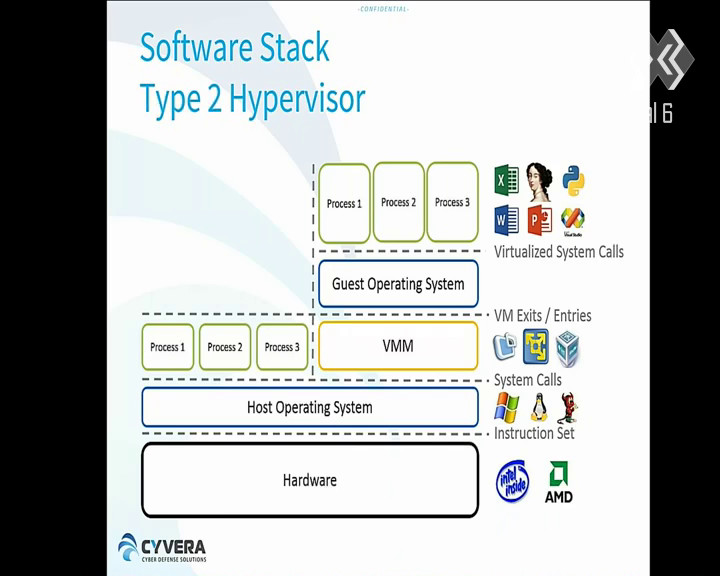 -CONFIDENTIAL-
Software Stack
Type 2 Hypervisor
al 6
Process 1
Process 2
Process 3
Virtualized System Calls
Guest Operating System
VM Exits / Entries
Process 1
Process 2
Process 3
VMM
System Calls
Host Operating System
Instruction Set
Hardware
intel
inside
AMD
CYVERA
CYBER DEFENSE SOLUTIONS